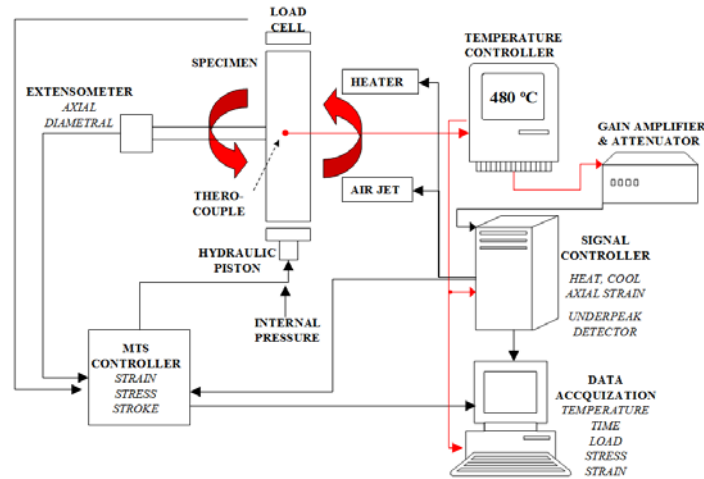 LOAD
CELL
SPECIMEN
EXTENSOMETER
AXIAL
DIAMETRAL
THERO-
COUPLE
HEATER
AIR JET
TEMPERATURE
CONTROLLER
480 ºC
GAIN AMPLIFIER
& ATTENUATOR
HYDRAULIC
PISTON
INTERNAL
PRESSURE
SIGNAL
CONTROLLER
HEAT, COOL
AXIAL STRAIN
UNDERPEAK
DETECTOR
MTS
CONTROLLER
STRAIN
STRESS
STROKE
DATA
ACCQUIZATION
TEMPERATURE
TIME
LOAD
STRESS
STRAIN